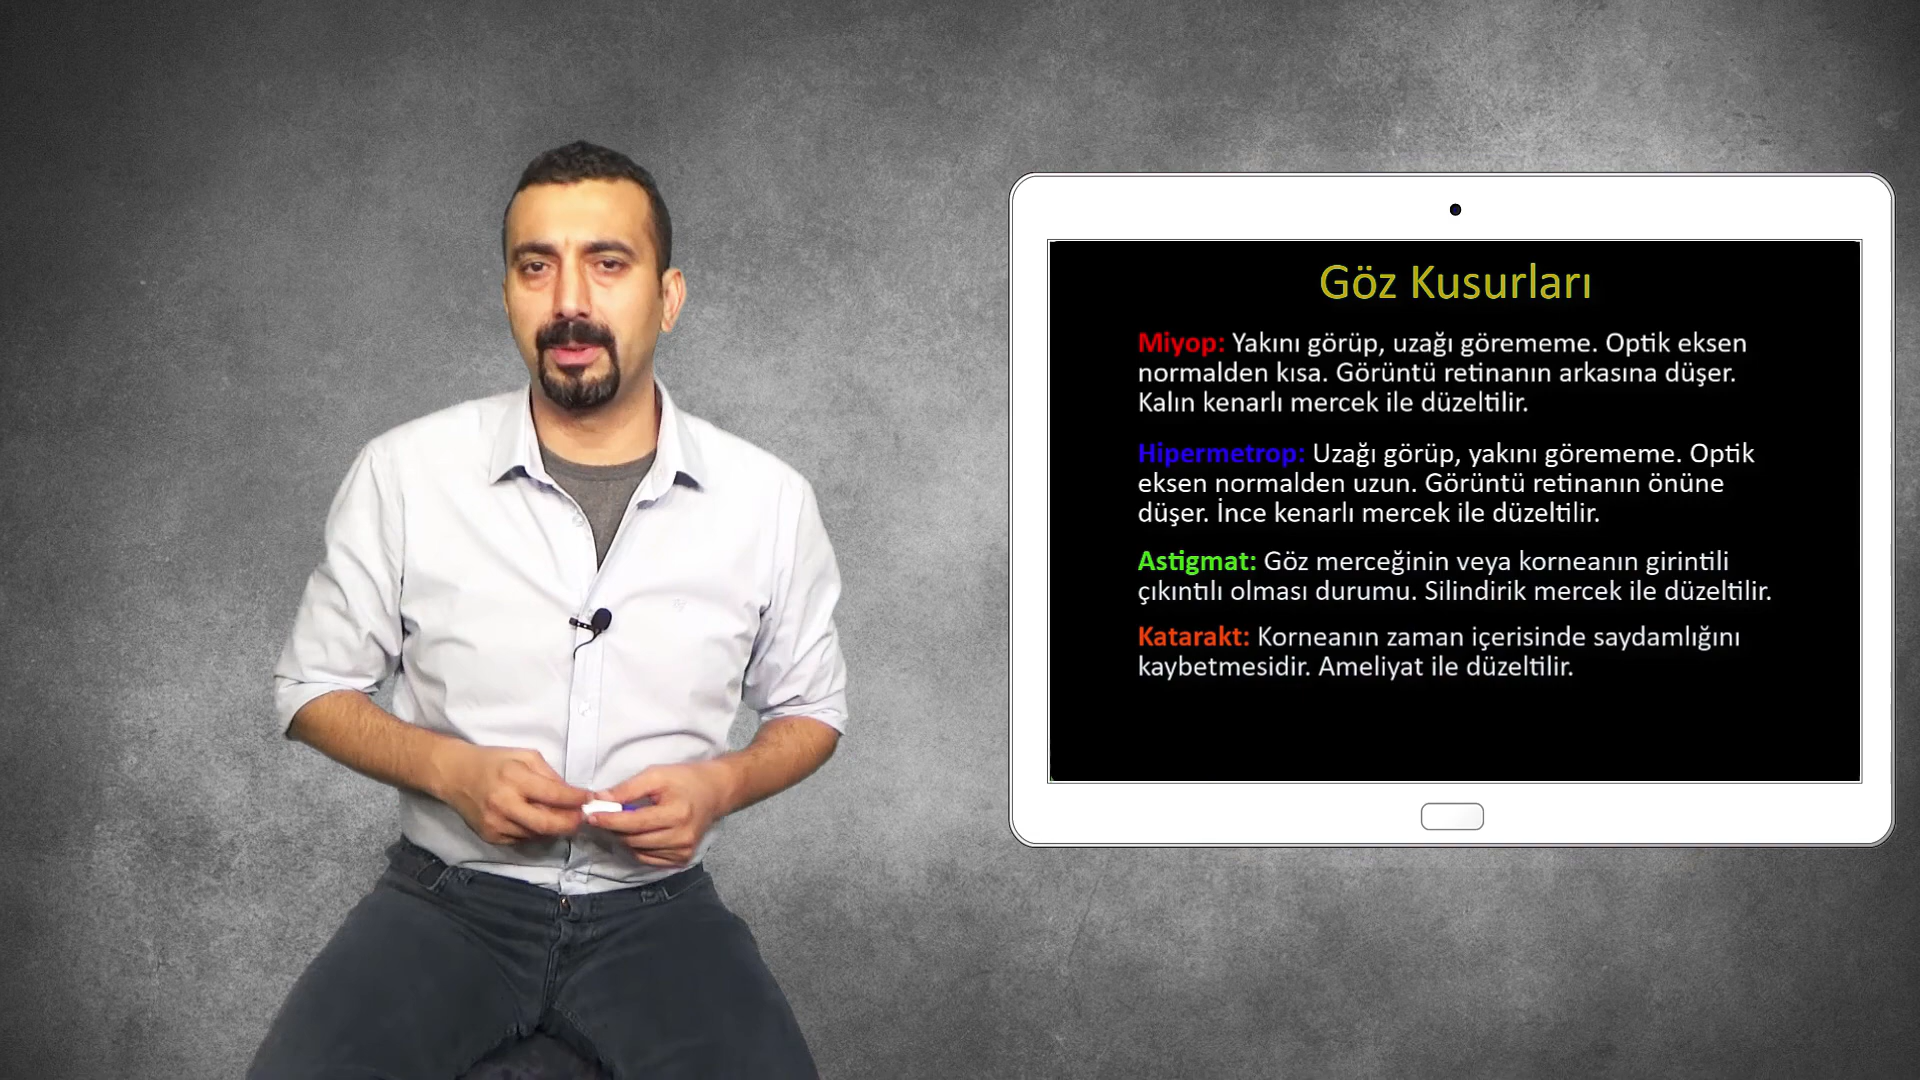 Göz Kusurları
Miyop: Yakını görüp, uzağı görememe. Optik eksen
normalden kısa. Görüntü retinanın arkasına düşer.
Kalın kenarlı mercek ile düzeltilir.
Hipermetrop: Uzağı görüp, yakını görememe. Optik
eksen normalden uzun. Görüntü retinanın önüne
düşer. İnce kenarlı mercek ile düzeltilir.
Astigmat: Göz merceğinin veya korneanın girintili
çıkıntılı olması durumu. Silindirik mercek ile düzeltilir.
Katarakt: Korneanın zaman içerisinde saydamlığını
kaybetmesidir. Ameliyat ile düzeltilir.